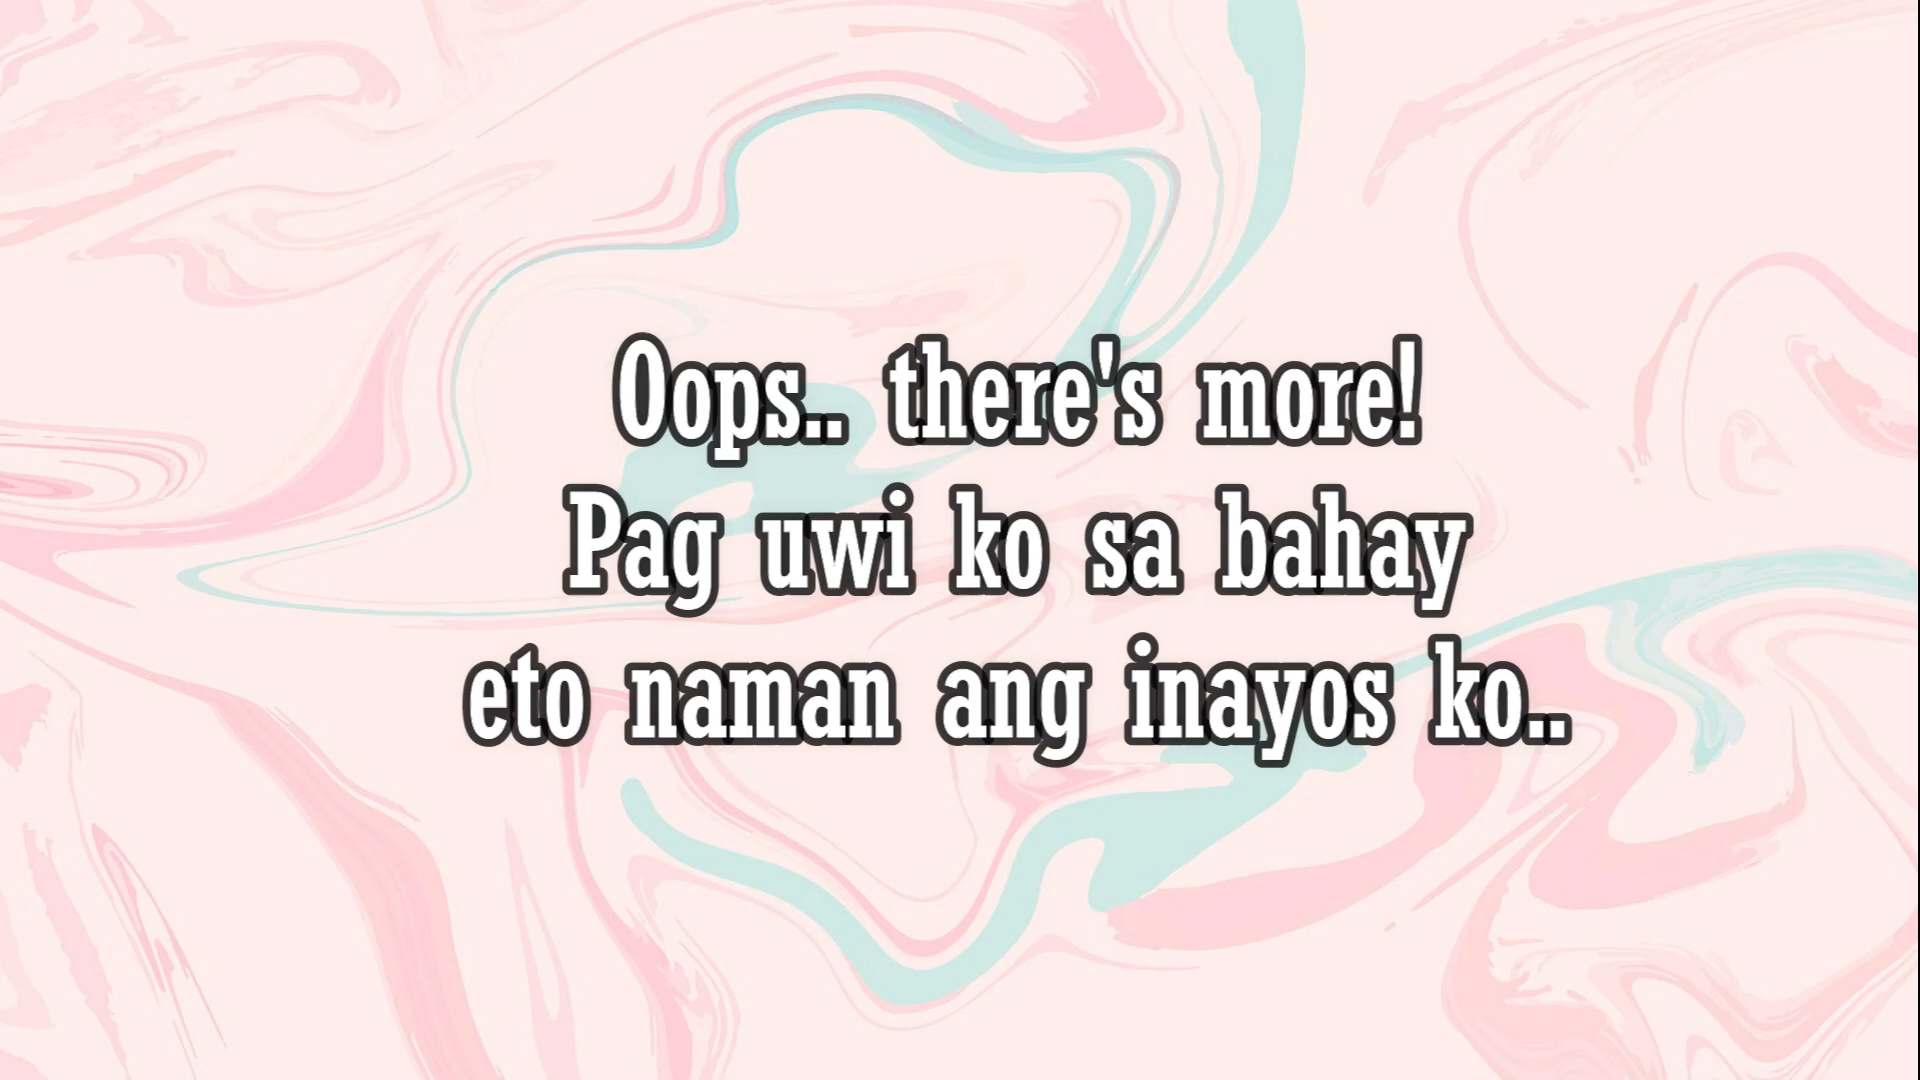 Oops.. there's more!
Pag uwi ko sa bahay
eto naman ang inayos ko..